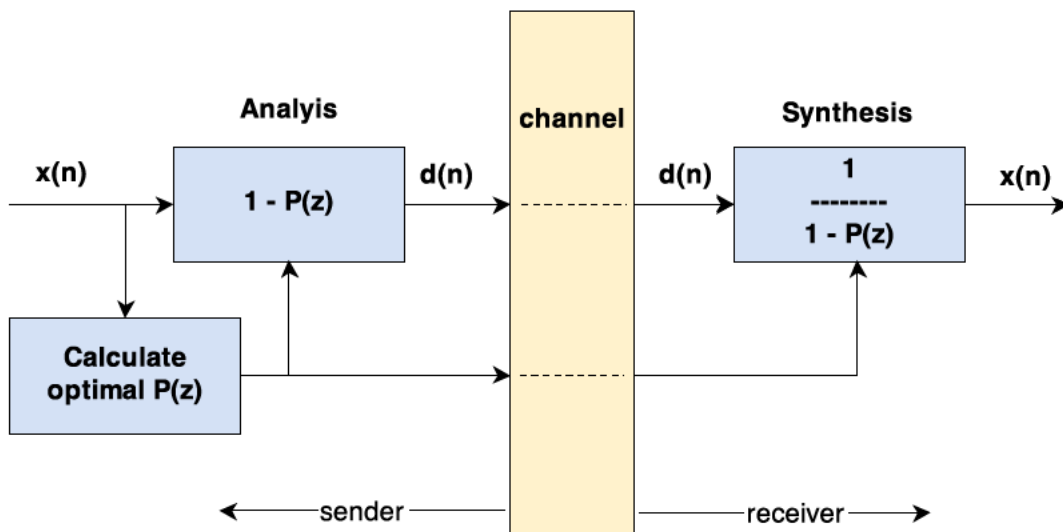 Analyis
channel
Synthesis
x(n)
1 - P(z)
d(n)
d(n)
1
--------
1 - P(z)
x(n)
Calculate
optimal P(z)
sender
receiver